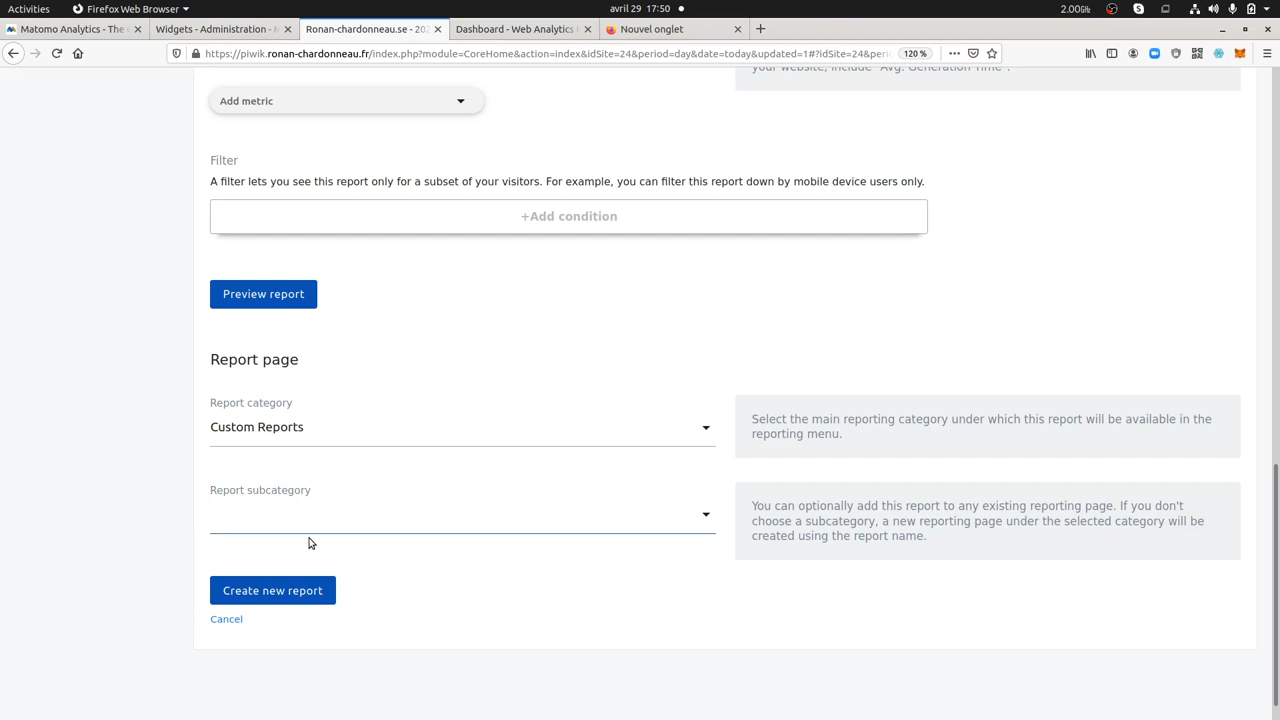 Activities
Firefox Web Browser
avril 29 17:50
2.00GHz
Matomo Analytics - The
Widgets - Administration -
Ronan-chardonneau.se - 202
Dashboard - Web Analytics
Nouvel onglet
https://piwik.ronan-chardonneau.fr/index.php?module=CoreHome&action=index&idSite=24&period=day&date=today&updated=1#?idSite=24&perio
120 %
your website, include "Avg. Generation Time".
Add metric
Filter
A filter lets you see this report only for a subset of your visitors. For example, you can filter this report down by mobile device users only.
+Add condition
Preview report
Report page
Report category
Custom Reports
Select the main reporting category under which this report will be available in the
reporting menu.
Report subcategory
You can optionally add this report to any existing reporting page. If you don't
choose a subcategory, a new reporting page under the selected category will be
created using the report name.
Create new report
Cancel